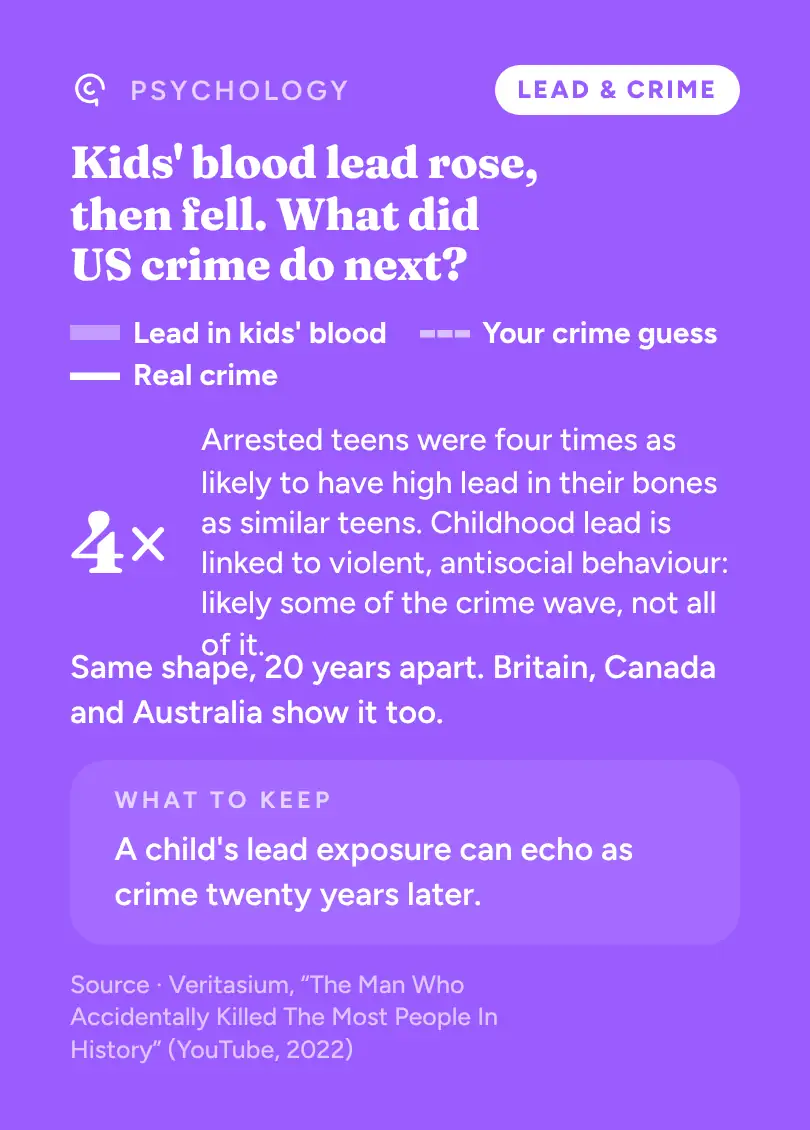 PSYCHOLOGY
LEAD & CRIME
Kids' blood lead rose,
then fell. What did
US crime do next?
Lead in kids' blood
Your crime guess
Real crime
4×
Arrested teens were four times as
likely to have high lead in their bones
as similar teens. Childhood lead is
linked to violent, antisocial behaviour:
likely some of the crime wave, not all
of it.
Same shape, 20 years apart. Britain, Canada
and Australia show it too.
WHAT TO KEEP
A child's lead exposure can echo as
crime twenty years later.
Source · Veritasium, “The Man Who
Accidentally Killed The Most People In
History” (YouTube, 2022)